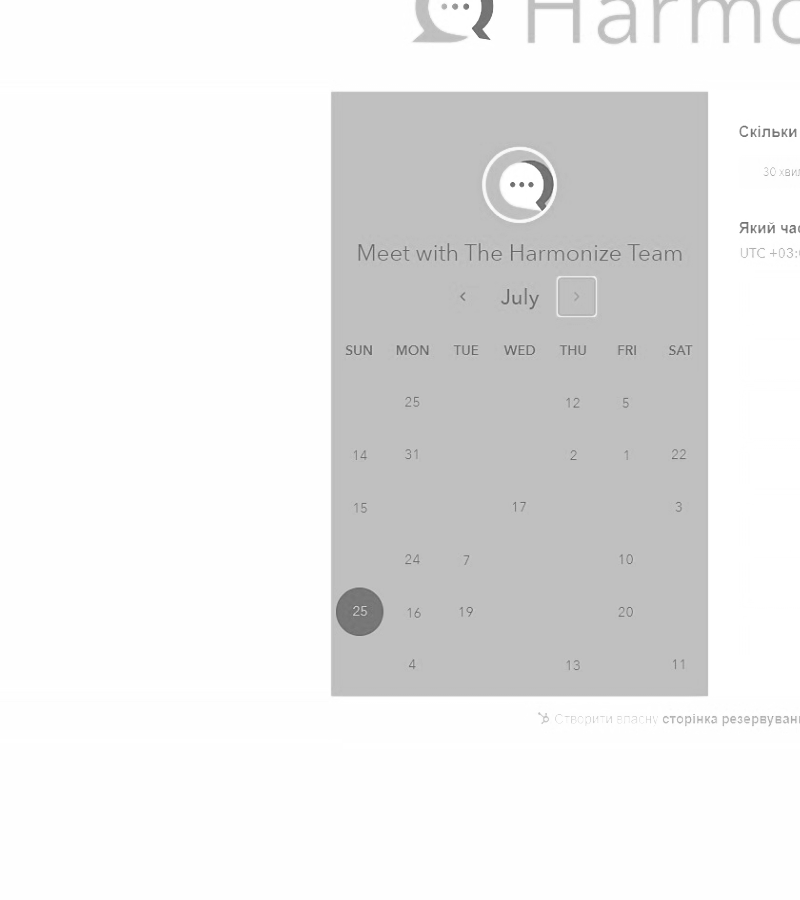 Harmo
Meet with The Harmonize Team
July
SUN MON TUE WED THU FRI SAT
25 12 5
14 31 2 1 22
15 17 3
24 7 10
25 16 19 20
4 13 11
Скільки
30 хвил
Який час
UTC +03:
Створити власну сторінка резервуван